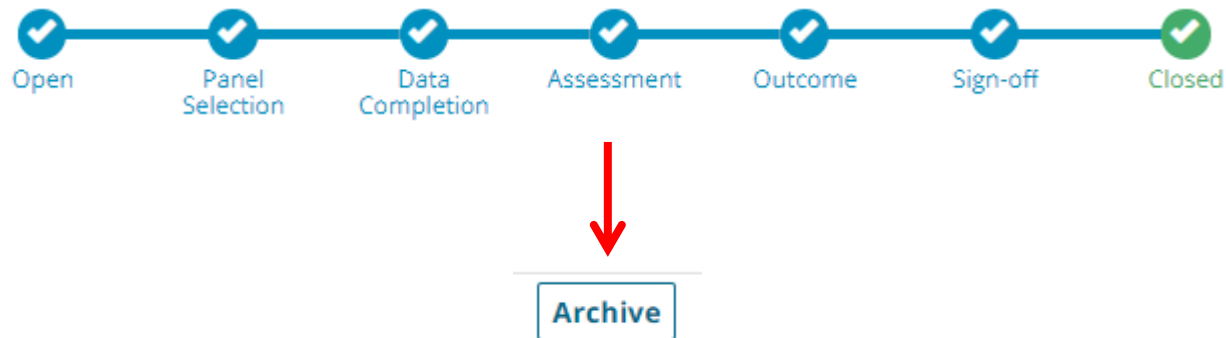 Open
Panel
Selection
Data
Completion
Assessment
Outcome
Sign-off
Closed
Archive